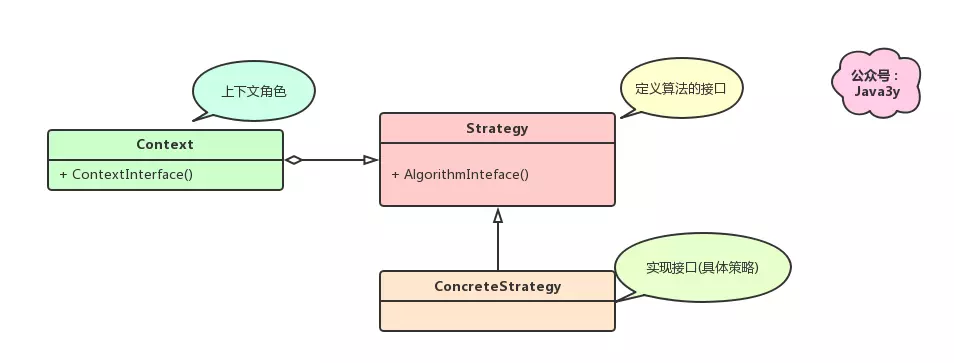 上下文角色
定义算法的接口
公众号：
Java3y
Context
+ ContextInterface()
Strategy
+ AlgorithmInteface()
ConcreteStrategy
实现接口(具体策略)